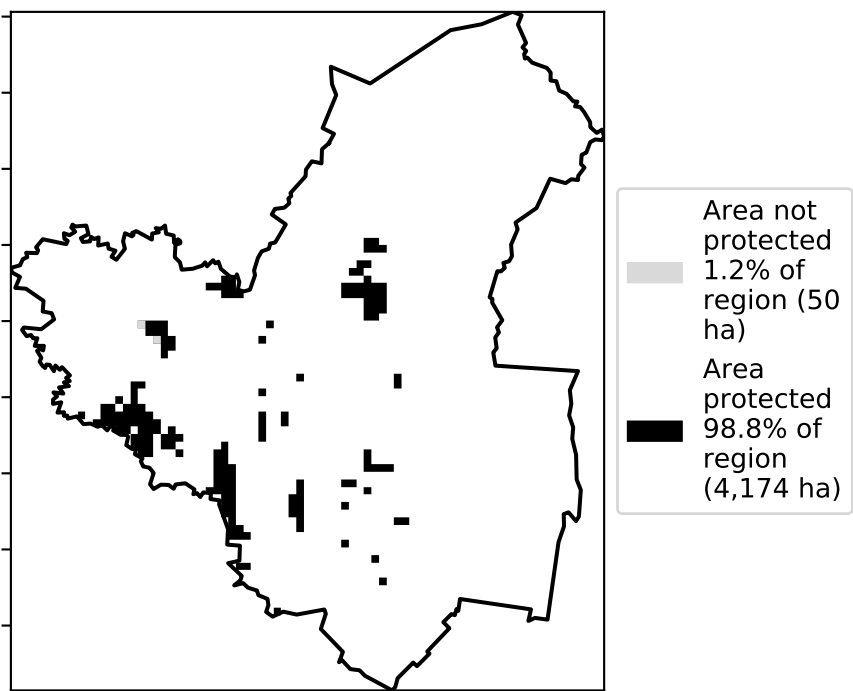 Area not
protected
1.2% of
region (50
ha)
Area
protected
98.8% of
region
(4,174 ha)